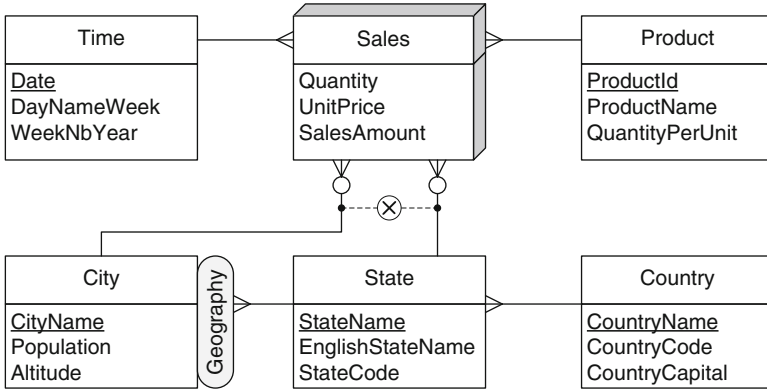 Time
Date
DayNameWeek
WeekNbYear
Sales
Quantity
UnitPrice
SalesAmount
Product
ProductId
ProductName
QuantityPerUnit
City
CityName
Population
Altitude
Geography
State
StateName
EnglishStateName
StateCode
Country
CountryName
CountryCode
CountryCapital